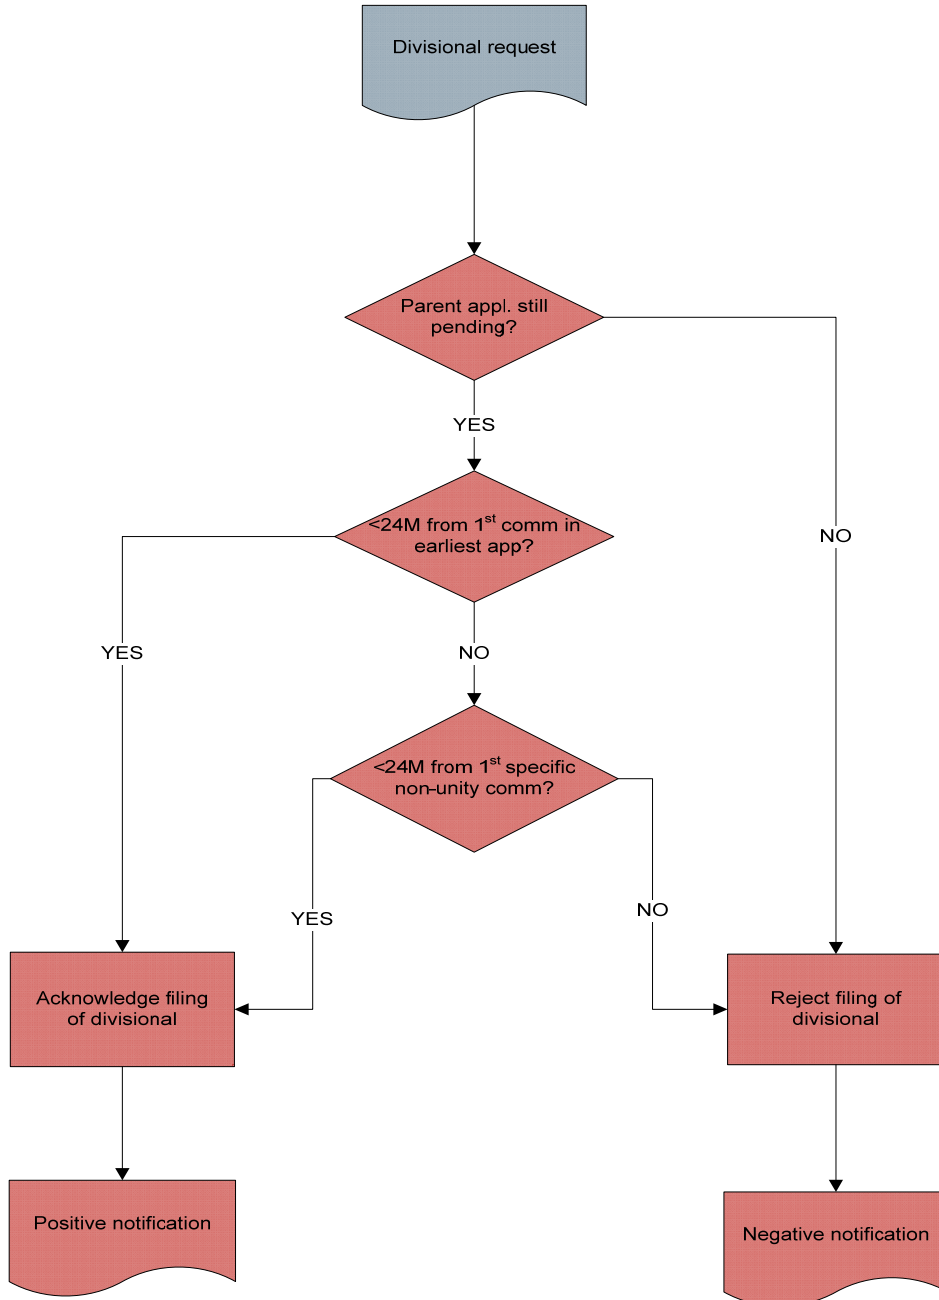 Divisional request
Parent appl. still
pending?
YES
NO
<24M from 1st comm in
earliest app?
YES
NO
<24M from 1st specific
non-unity comm?
YES
NO
Acknowledge filing
of divisional
Reject filing of
divisional
Positive notification
Negative notification